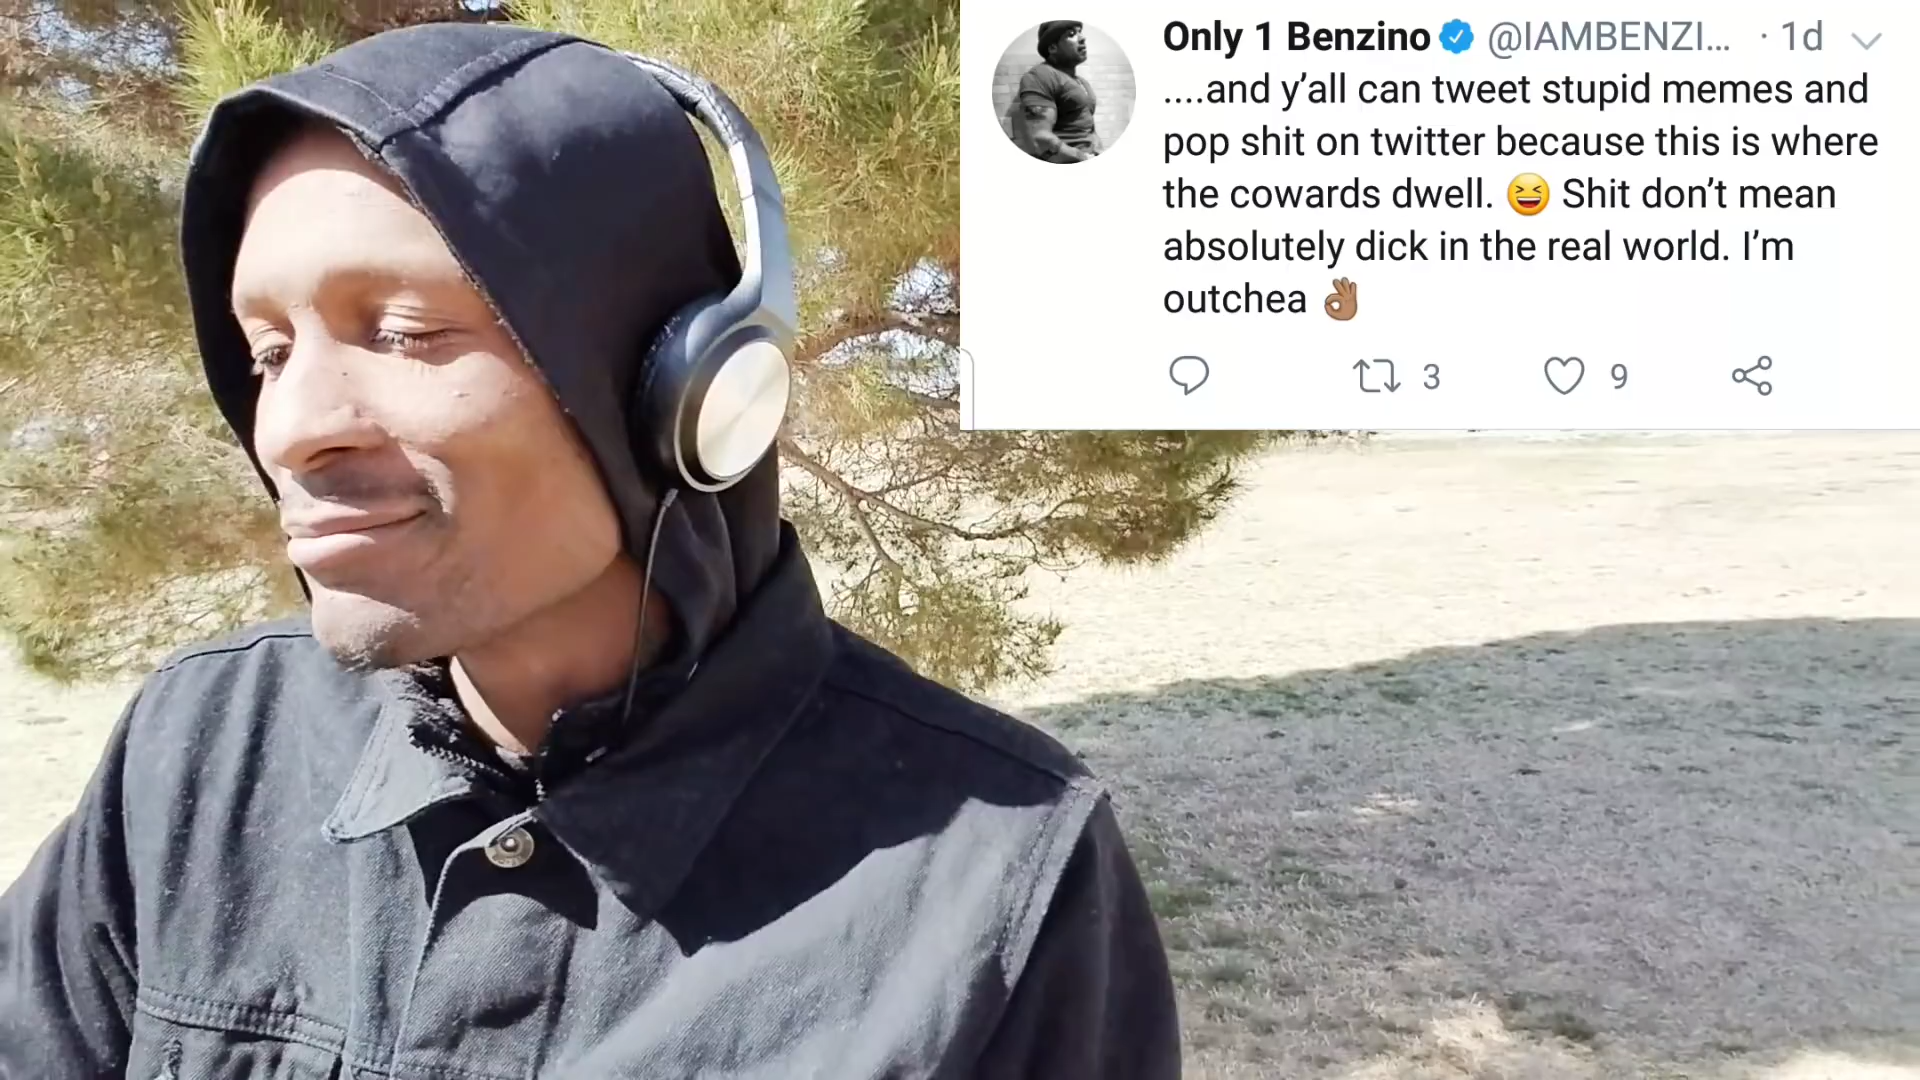 Only 1 Benzino @IAMBENZI... · 1d
....and y’all can tweet stupid memes and
pop shit on twitter because this is where
the cowards dwell. 😆 Shit don’t mean
absolutely dick in the real world. I’m
outchea 👌🏾
3 9